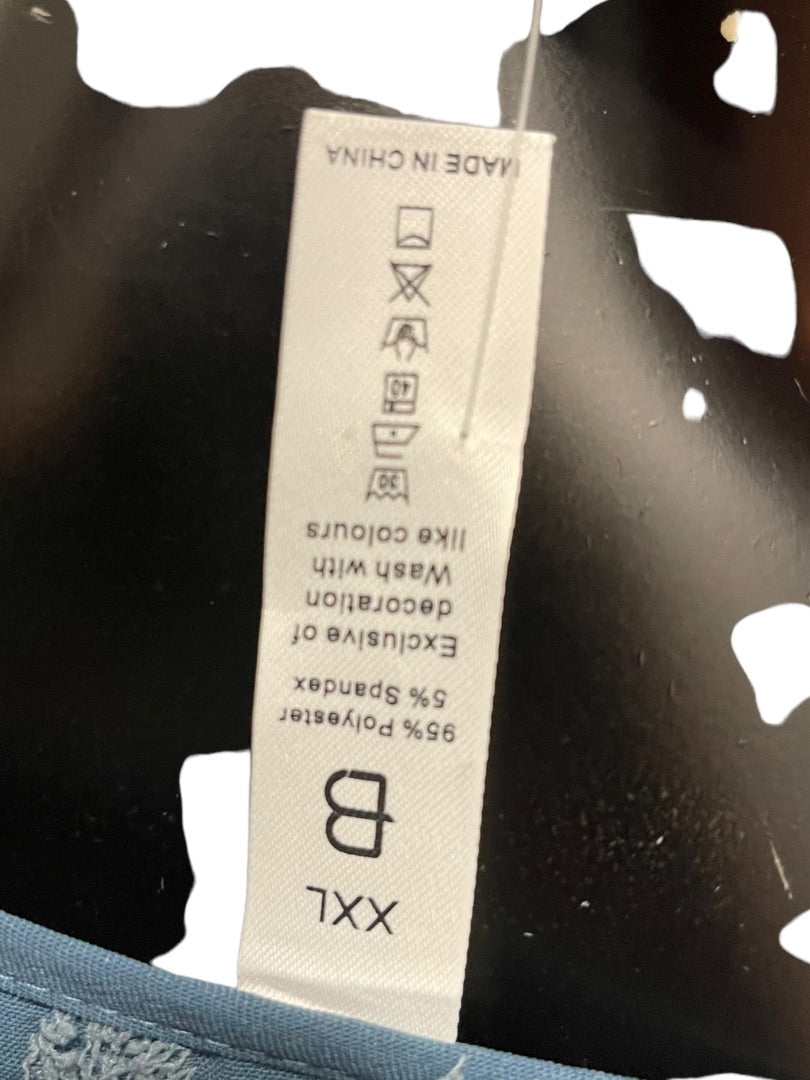 XXL
B
95% Polyester
5% Spandex
Exclusive of
decoration
Wash with
like colours
30
40
MADE IN CHINA